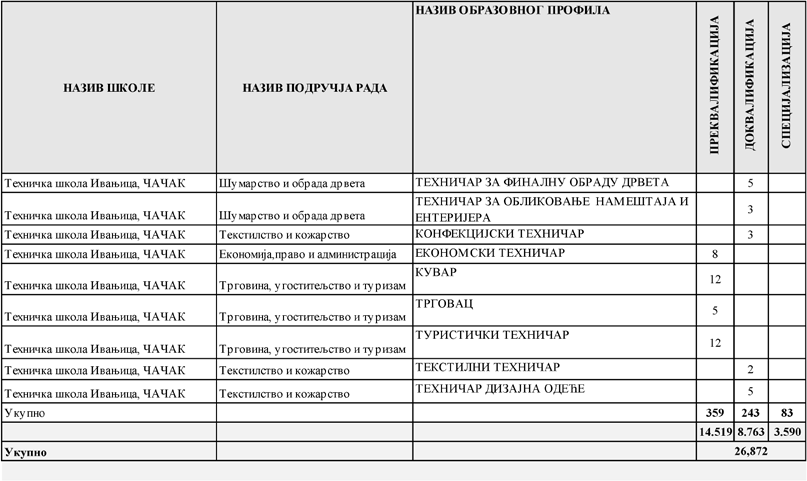 НАЗИВ ШКОЛЕ НАЗИВ ПОДРУЧЈА РАДА НАЗИВ ОБРАЗОВНОГ ПРОФИЛА ПРЕКВАЛИФИКАЦИЈА ДОКВАЛИФИКАЦИЈА СПЕЦИЈАЛИЗАЦИЈА
Техничка школа Ивањица, ЧАЧАК Шумарство и обрада дрвета ТЕХНИЧАР ЗА ФИНАЛНУ ОБРАДУ ДРВЕТА 5
Техничка школа Ивањица, ЧАЧАК Шумарство и обрада дрвета ТЕХНИЧАР ЗА ОБЛИКОВАЊЕ НАМЕШТАЈА И
ЕНТЕРИЈЕРА 3
Техничка школа Ивањица, ЧАЧАК Текстилство и кожарство КОНФЕКЦИЈСКИ ТЕХНИЧАР 3
Техничка школа Ивањица, ЧАЧАК Економија,право и администрација ЕКОНОМСКИ ТЕХНИЧАР 8
Техничка школа Ивањица, ЧАЧАК Трговина, угоститељство и туризам КУВАР 12
Техничка школа Ивањица, ЧАЧАК Трговина, угоститељство и туризам ТРГОВАЦ 5
Техничка школа Ивањица, ЧАЧАК Трговина, угоститељство и туризам ТУРИСТИЧКИ ТЕХНИЧАР 12
Техничка школа Ивањица, ЧАЧАК Текстилство и кожарство ТЕКСТИЛНИ ТЕХНИЧАР 2
Техничка школа Ивањица, ЧАЧАК Текстилство и кожарство ТЕХНИЧАР ДИЗАЈНА ОДЕЋЕ 5
Укупно 359 243 83
14.519 8.763 3.590
Укупно 26,872